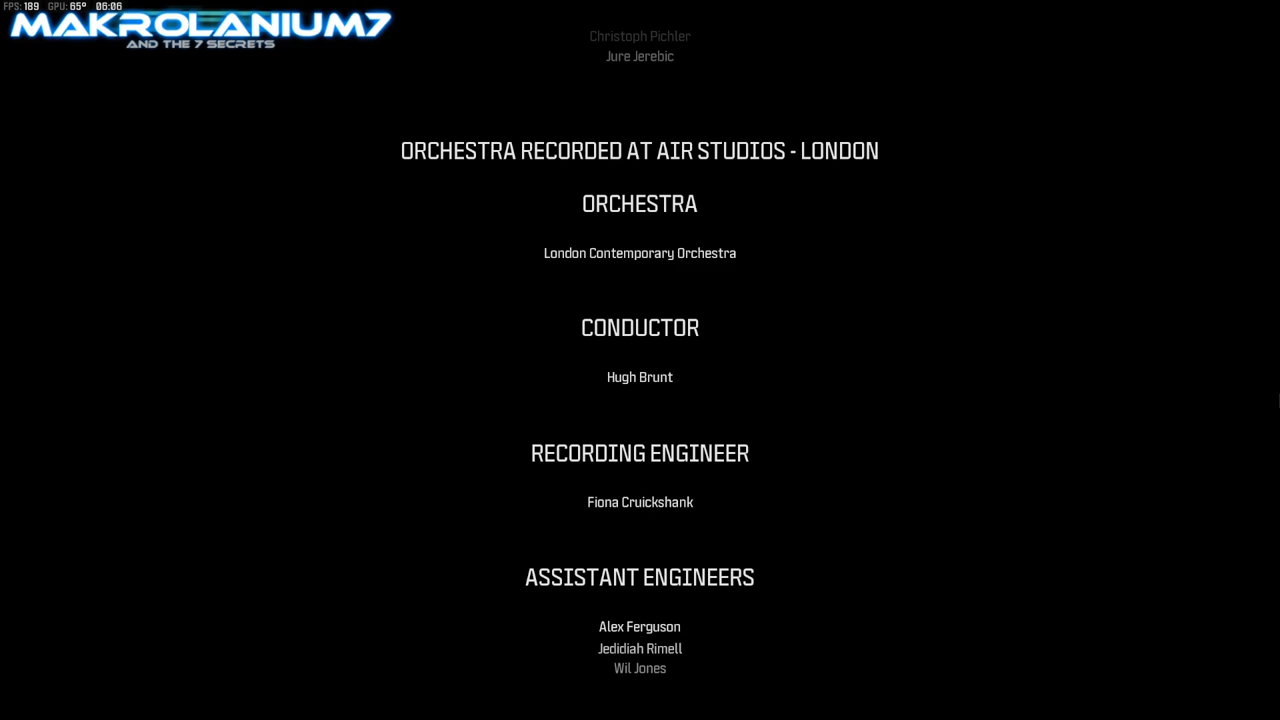 FPS: 189 GPU: 65° 06:06
MAKROLANIUM7
AND THE 7 SECRETS
Christoph Pichler
Jure Jerebic
ORCHESTRA RECORDED AT AIR STUDIOS - LONDON
ORCHESTRA
London Contemporary Orchestra
CONDUCTOR
Hugh Brunt
RECORDING ENGINEER
Fiona Cruickshank
ASSISTANT ENGINEERS
Alex Ferguson
Jedidiah Rimell
Wil Jones